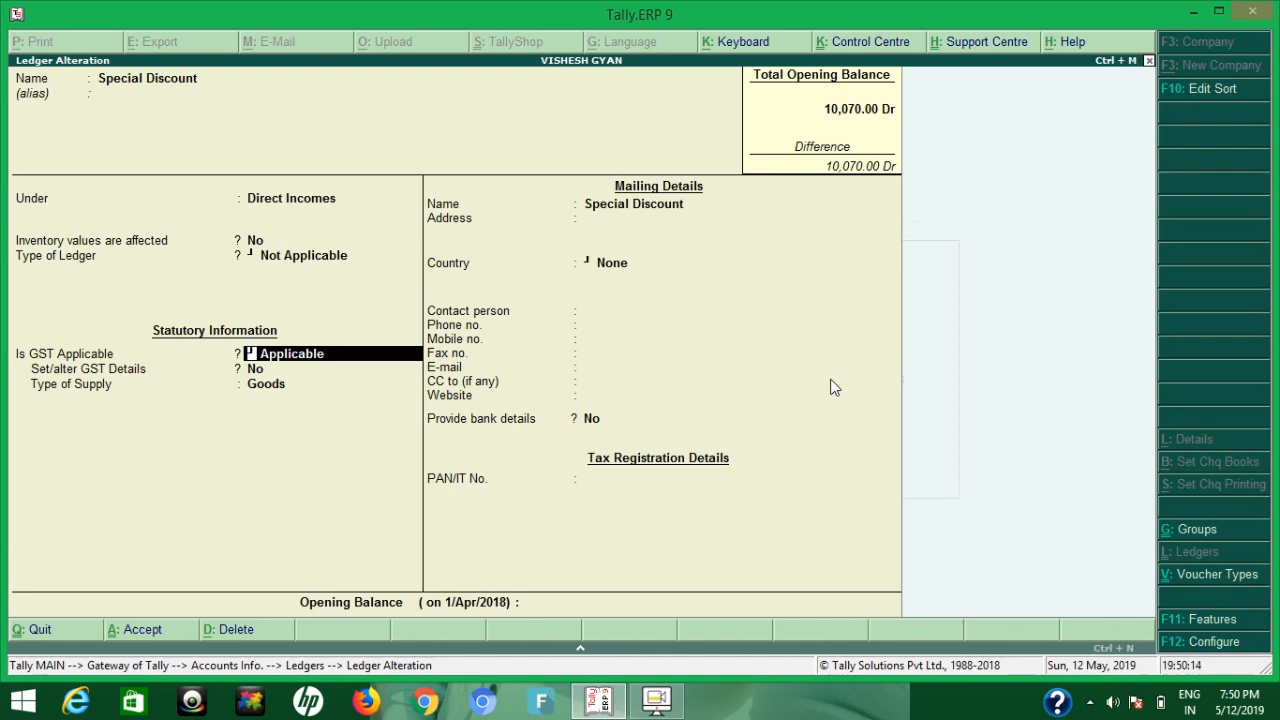 Tally.ERP 9
P: Print E: Export M: E-Mail O: Upload S: TallyShop G: Language K: Keyboard K: Control Centre H: Support Centre H: Help
Ledger Alteration VISHESH GYAN Ctrl + M
Name : Special Discount
(alias) :
Total Opening Balance
10,070.00 Dr
Difference
10,070.00 Dr
Under : Direct Incomes
Inventory values are affected ? No
Type of Ledger ? Not Applicable
Statutory Information
Is GST Applicable ? Applicable
Set/alter GST Details ? No
Type of Supply : Goods
Mailing Details
Name : Special Discount
Address :
Country : None
Contact person :
Phone no. :
Mobile no. :
Fax no. :
E-mail :
CC to (if any) :
Website :
Provide bank details ? No
Tax Registration Details
PAN/IT No. :
Opening Balance ( on 1/Apr/2018) :
F3: Company
F3: New Company
F10: Edit Sort
L: Details
B: Set Chq Books
S: Set Chq Printing
G: Groups
L: Ledgers
V: Voucher Types
F11: Features
F12: Configure
Q: Quit A: Accept D: Delete
Ctrl + N
Tally MAIN --> Gateway of Tally --> Accounts Info. --> Ledgers --> Ledger Alteration © Tally Solutions Pvt Ltd., 1988-2018 Sun, 12 May, 2019 19:50:14
hp
F
Tally
ERP 9
?
ENG
IN
7:50 PM
5/12/2019